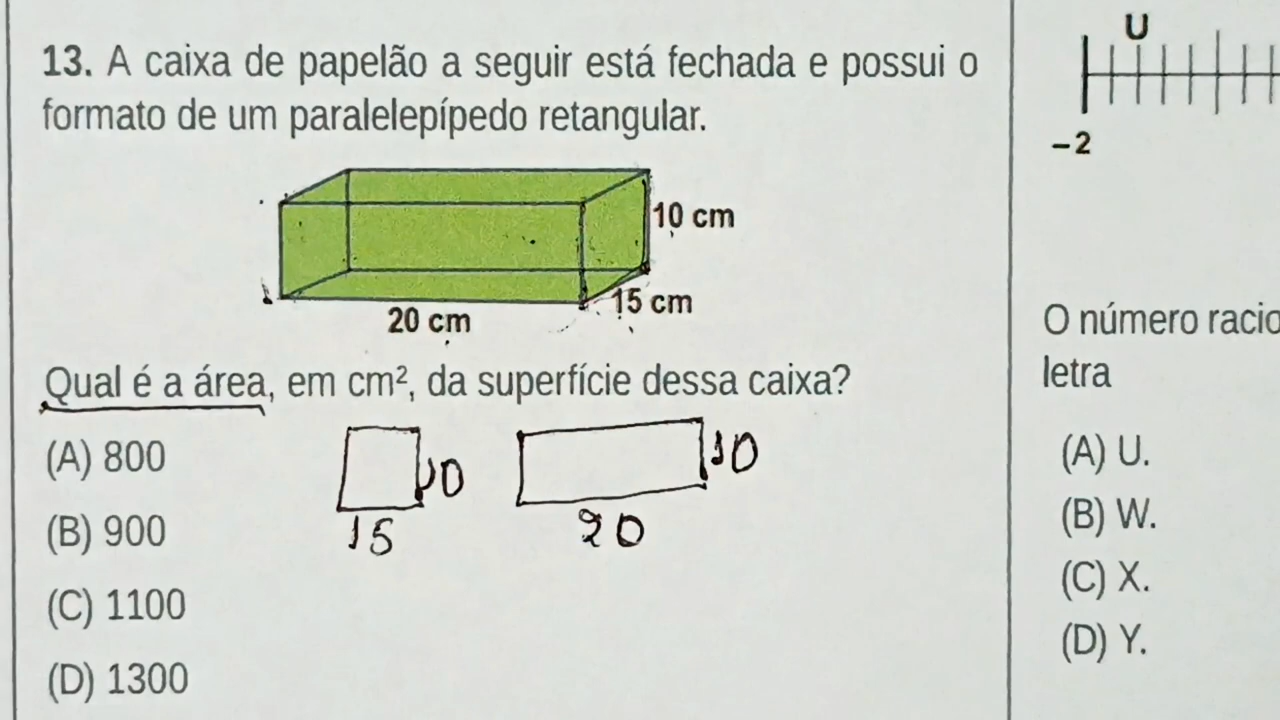 13. A caixa de papelão a seguir está fechada e possui o
formato de um paralelepípedo retangular.
10 cm
15 cm
20 cm
Qual é a área, em cm², da superfície dessa caixa?
(A) 800
(B) 900
(C) 1100
(D) 1300
10
15
10
20
U
−2
O número racio
letra
(A) U.
(B) W.
(C) X.
(D) Y.